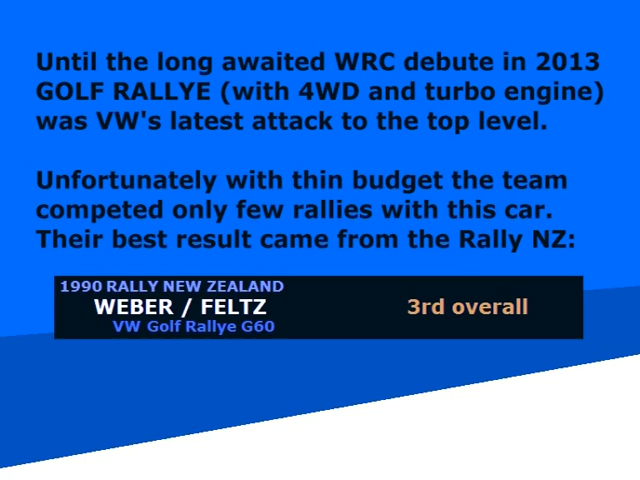 Until the long awaited WRC debute in 2013
GOLF RALLYE (with 4WD and turbo engine)
was VW's latest attack to the top level.
Unfortunately with thin budget the team
competed only few rallies with this car.
Their best result came from the Rally NZ:
1990 RALLY NEW ZEALAND
WEBER / FELTZ 3rd overall
VW Golf Rallye G60